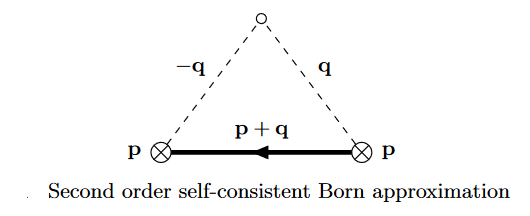 −q q
p + q
p p
Second order self-consistent Born approximation